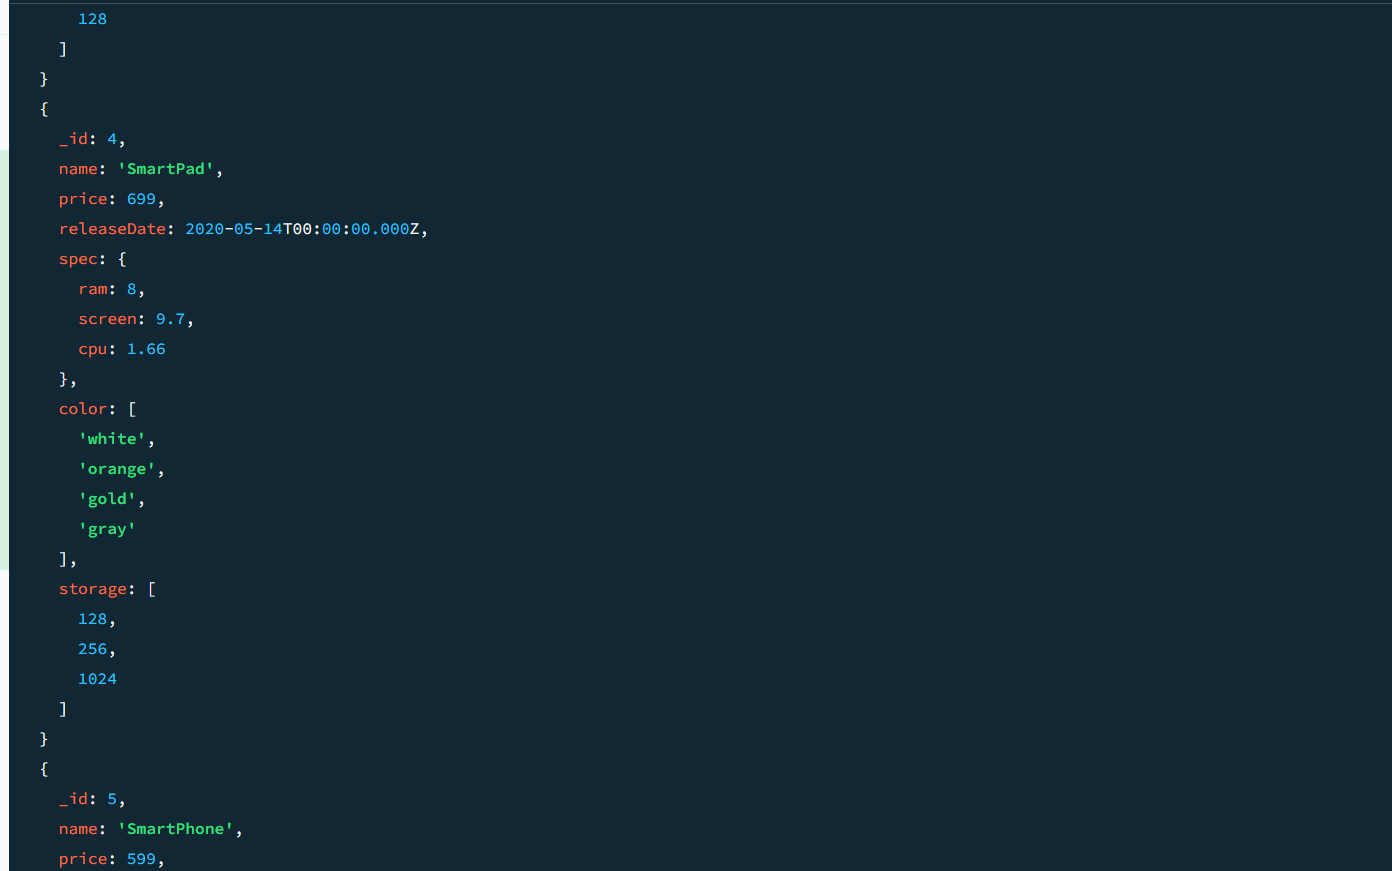 128
]
}
{
_id: 4,
name: 'SmartPad',
price: 699,
releaseDate: 2020-05-14T00:00:00.000Z,
spec: {
ram: 8,
screen: 9.7,
cpu: 1.66
},
color: [
'white',
'orange',
'gold',
'gray'
],
storage: [
128,
256,
1024
]
}
{
_id: 5,
name: 'SmartPhone',
price: 599,